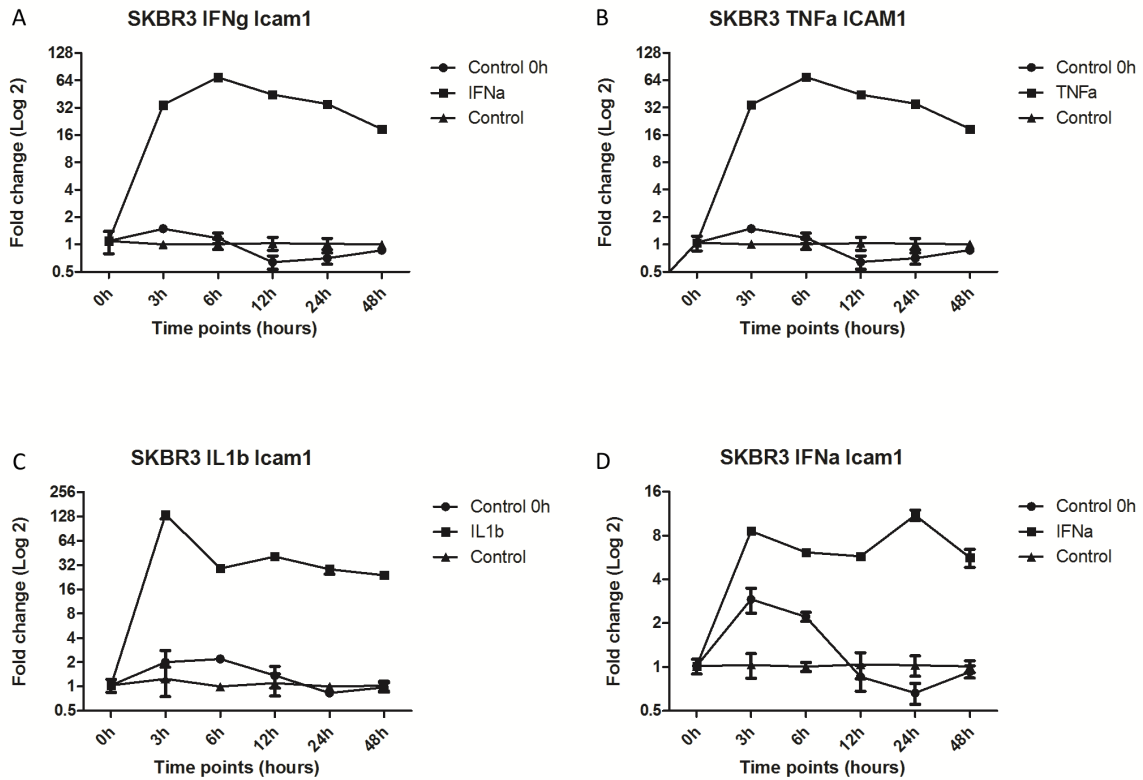 A
SKBR3 IFNg Icam1
Fold change (Log 2)
128
64
32
16
8
4
2
1
0.5
0h
3h
6h
12h
24h
48h
Time points (hours)
Control 0h
IFNa
Control
B
SKBR3 TNFa ICAM1
Fold change (Log 2)
128
64
32
16
8
4
2
1
0.5
0h
3h
6h
12h
24h
48h
Time points (hours)
Control 0h
TNFa
Control
C
SKBR3 IL1b Icam1
Fold change (Log 2)
256
128
64
32
16
8
4
2
1
0.5
0h
3h
6h
12h
24h
48h
Time points (hours)
Control 0h
IL1b
Control
D
SKBR3 IFNa Icam1
Fold change (Log 2)
16
8
4
2
1
0.5
0h
3h
6h
12h
24h
48h
Time points (hours)
Control 0h
IFNa
Control